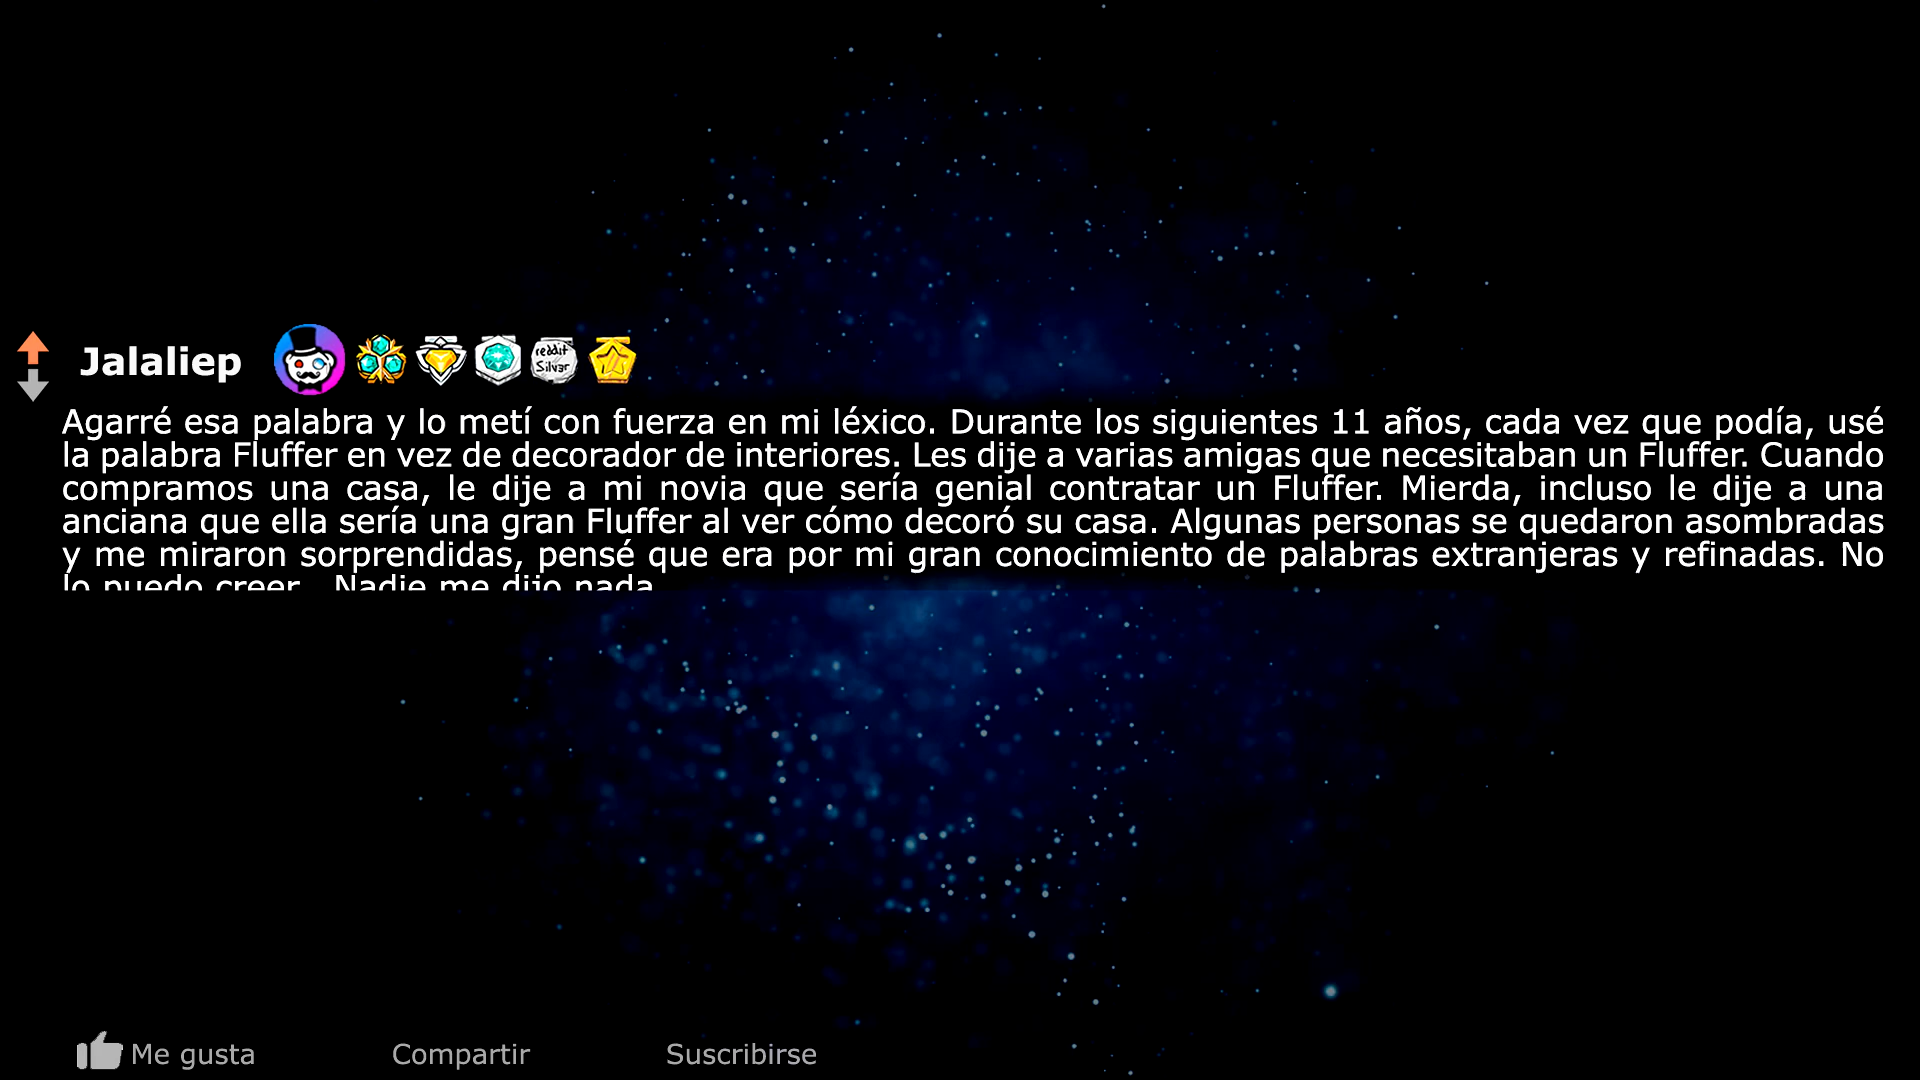 Jalaliep
reddit
Silver
Agarré esa palabra y lo metí con fuerza en mi léxico. Durante los siguientes 11 años, cada vez que podía, usé
la palabra Fluffer en vez de decorador de interiores. Les dije a varias amigas que necesitaban un Fluffer. Cuando
compramos una casa, le dije a mi novia que sería genial contratar un Fluffer. Mierda, incluso le dije a una
anciana que ella sería una gran Fluffer al ver cómo decoró su casa. Algunas personas se quedaron asombradas
y me miraron sorprendidas, pensé que era por mi gran conocimiento de palabras extranjeras y refinadas. No
lo puedo creer... Nadie me dijo nada
Me gusta
Compartir
Suscribirse